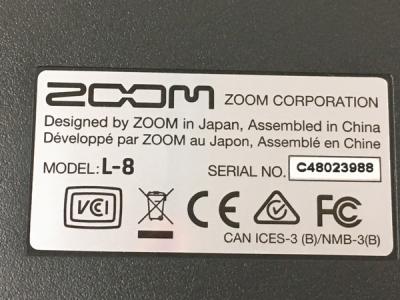 ZOOM ZOOM CORPORATION
Designed by ZOOM in Japan, Assembled in China
Développé par ZOOM au Japon, Assemblé en Chine
MODEL: L-8 SERIAL NO. C48023988
VCI CE FC
CAN ICES-3 (B)/NMB-3(B)